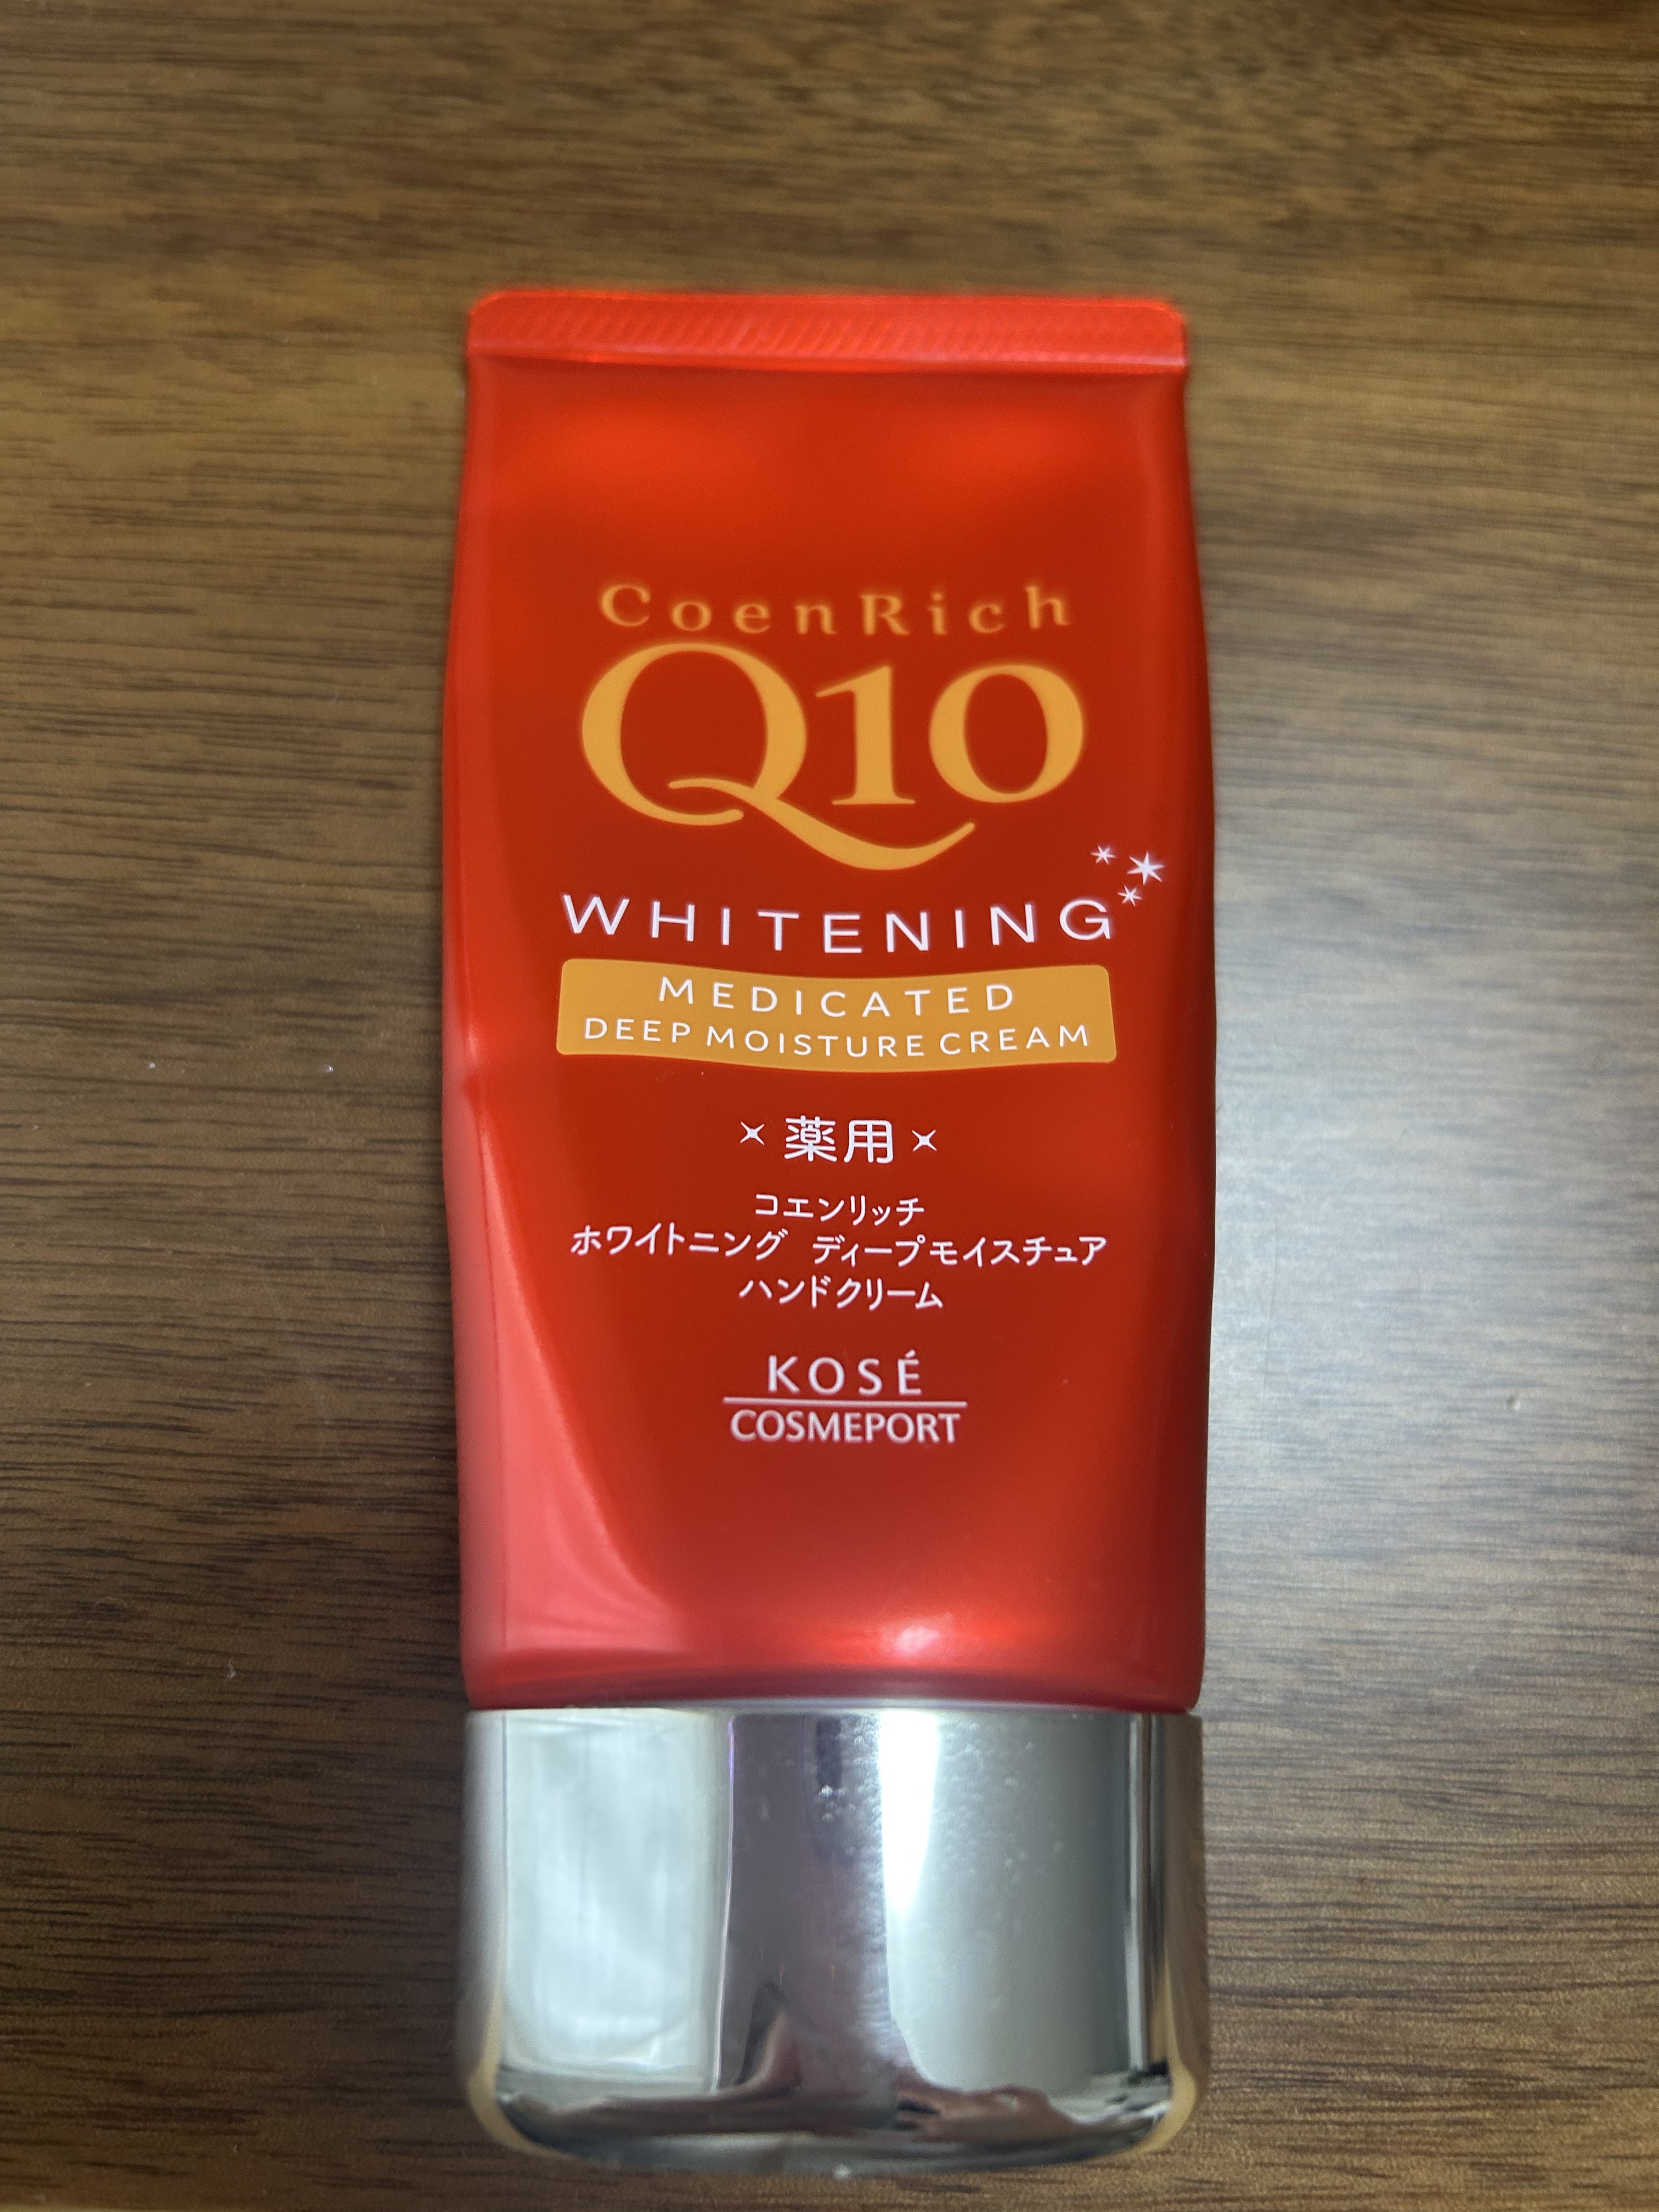 CoenRich
Q10
WHITENING
MEDICATED
DEEP MOISTURE CREAM
薬用
コエンリッチ
ホワイトニング ディープモイスチュア
ハンドクリーム
KOSÉ
COSMEPORT